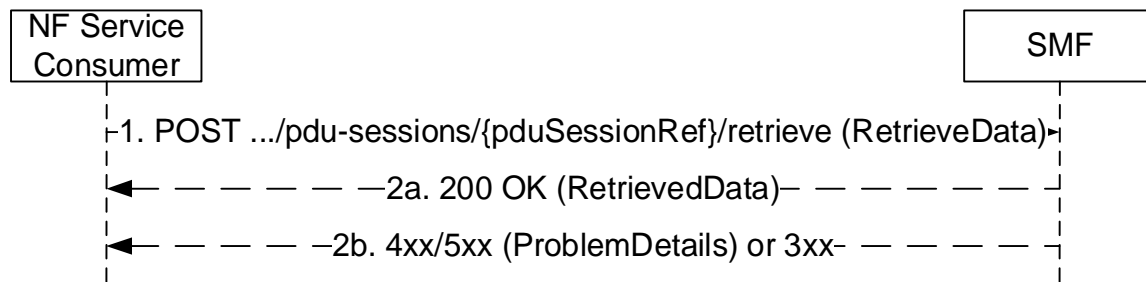 NF Service
Consumer
SMF
1. POST .../pdu-sessions/{pduSessionRef}/retrieve (RetrieveData)
2a. 200 OK (RetrievedData)
2b. 4xx/5xx (ProblemDetails) or 3xx